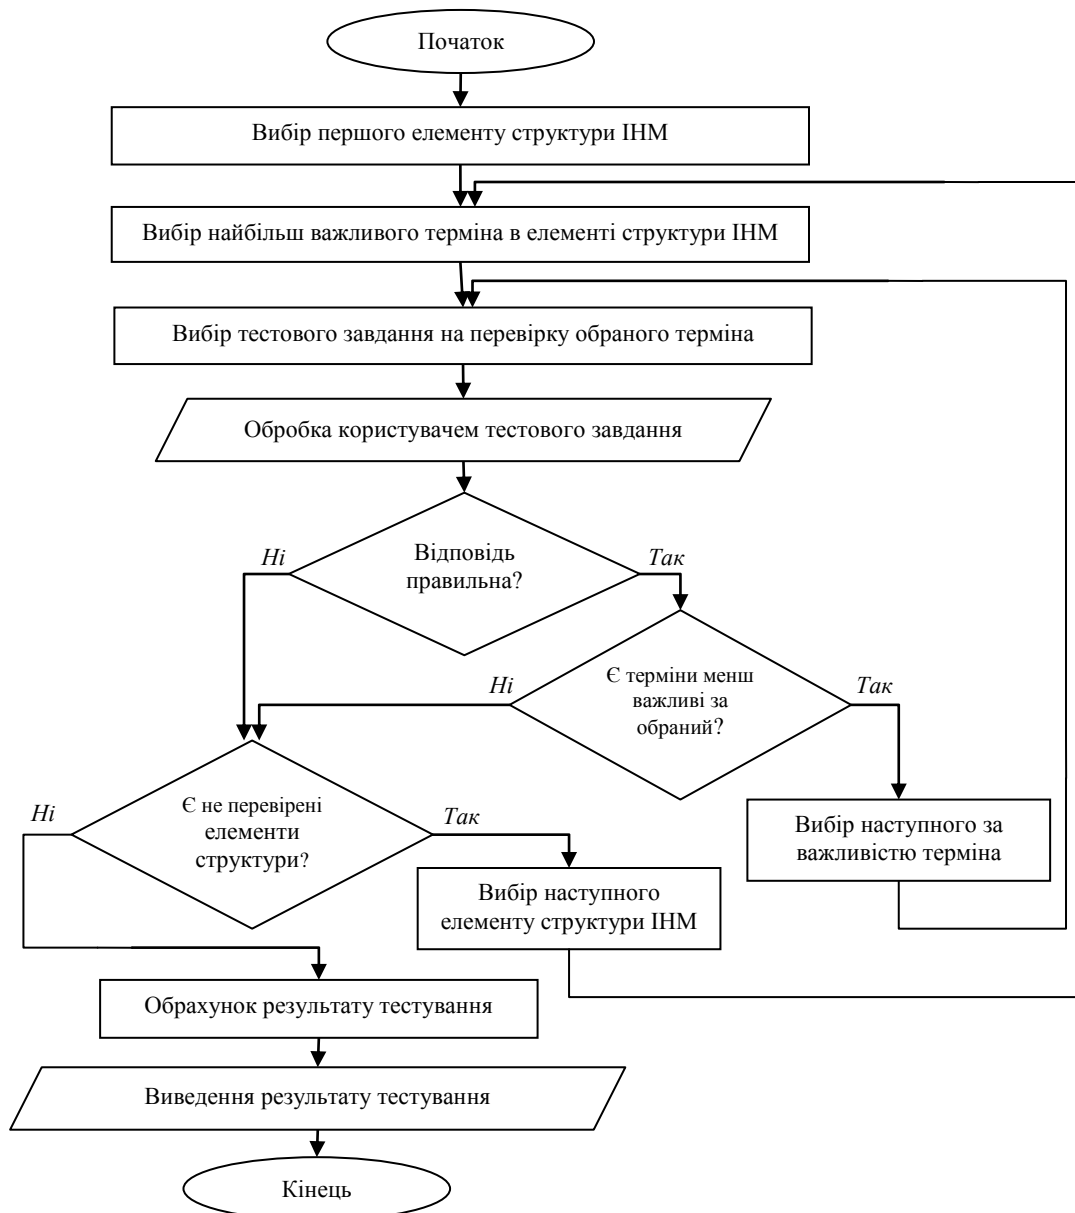 Початок
Вибір першого елементу структури ІНМ
Вибір найбільш важливого терміна в елементі структури ІНМ
Вибір тестового завдання на перевірку обраного терміна
Обробка користувачем тестового завдання
Ні
Відповідь
правильна?
Так
Ні
Є терміни менш
важливі за
обраний?
Так
Ні
Є не перевірені
елементи
структури?
Так
Вибір наступного за
важливістю терміна
Вибір наступного
елементу структури ІНМ
Обрахунок результату тестування
Виведення результату тестування
Кінець